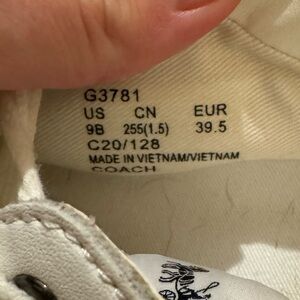 G3781
US CN EUR
9B 255(1.5) 39.5
C20/128
MADE IN VIETNAM/VIETNAM
COACH